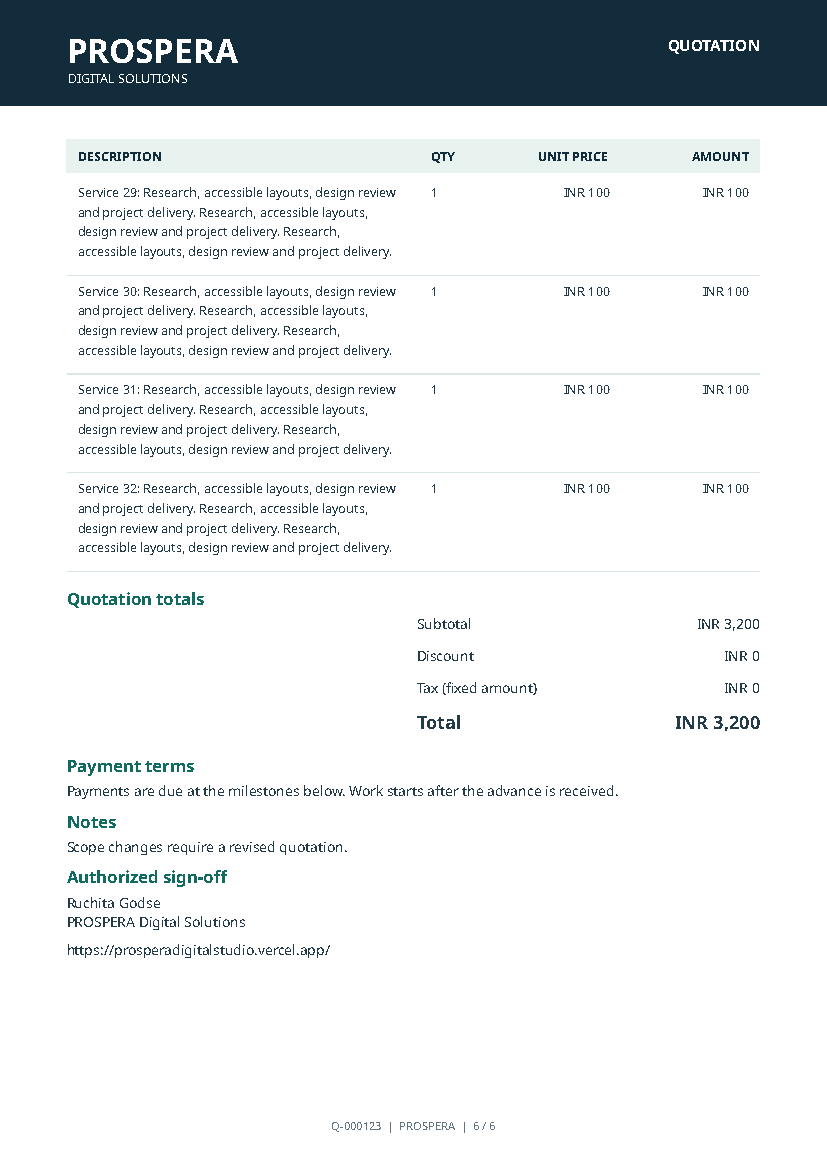 PROSPERA
DIGITAL SOLUTIONS
QUOTATION
DESCRIPTION QTY UNIT PRICE AMOUNT
Service 29: Research, accessible layouts, design review 1 INR 100 INR 100
and project delivery. Research, accessible layouts,
design review and project delivery. Research,
accessible layouts, design review and project delivery.
Service 30: Research, accessible layouts, design review 1 INR 100 INR 100
and project delivery. Research, accessible layouts,
design review and project delivery. Research,
accessible layouts, design review and project delivery.
Service 31: Research, accessible layouts, design review 1 INR 100 INR 100
and project delivery. Research, accessible layouts,
design review and project delivery. Research,
accessible layouts, design review and project delivery.
Service 32: Research, accessible layouts, design review 1 INR 100 INR 100
and project delivery. Research, accessible layouts,
design review and project delivery. Research,
accessible layouts, design review and project delivery.
Quotation totals
Subtotal INR 3,200
Discount INR 0
Tax (fixed amount) INR 0
Total INR 3,200
Payment terms
Payments are due at the milestones below. Work starts after the advance is received.
Notes
Scope changes require a revised quotation.
Authorized sign-off
Ruchita Godse
PROSPERA Digital Solutions
https://prosperadigitalstudio.vercel.app/
Q-000123 | PROSPERA | 6 / 6